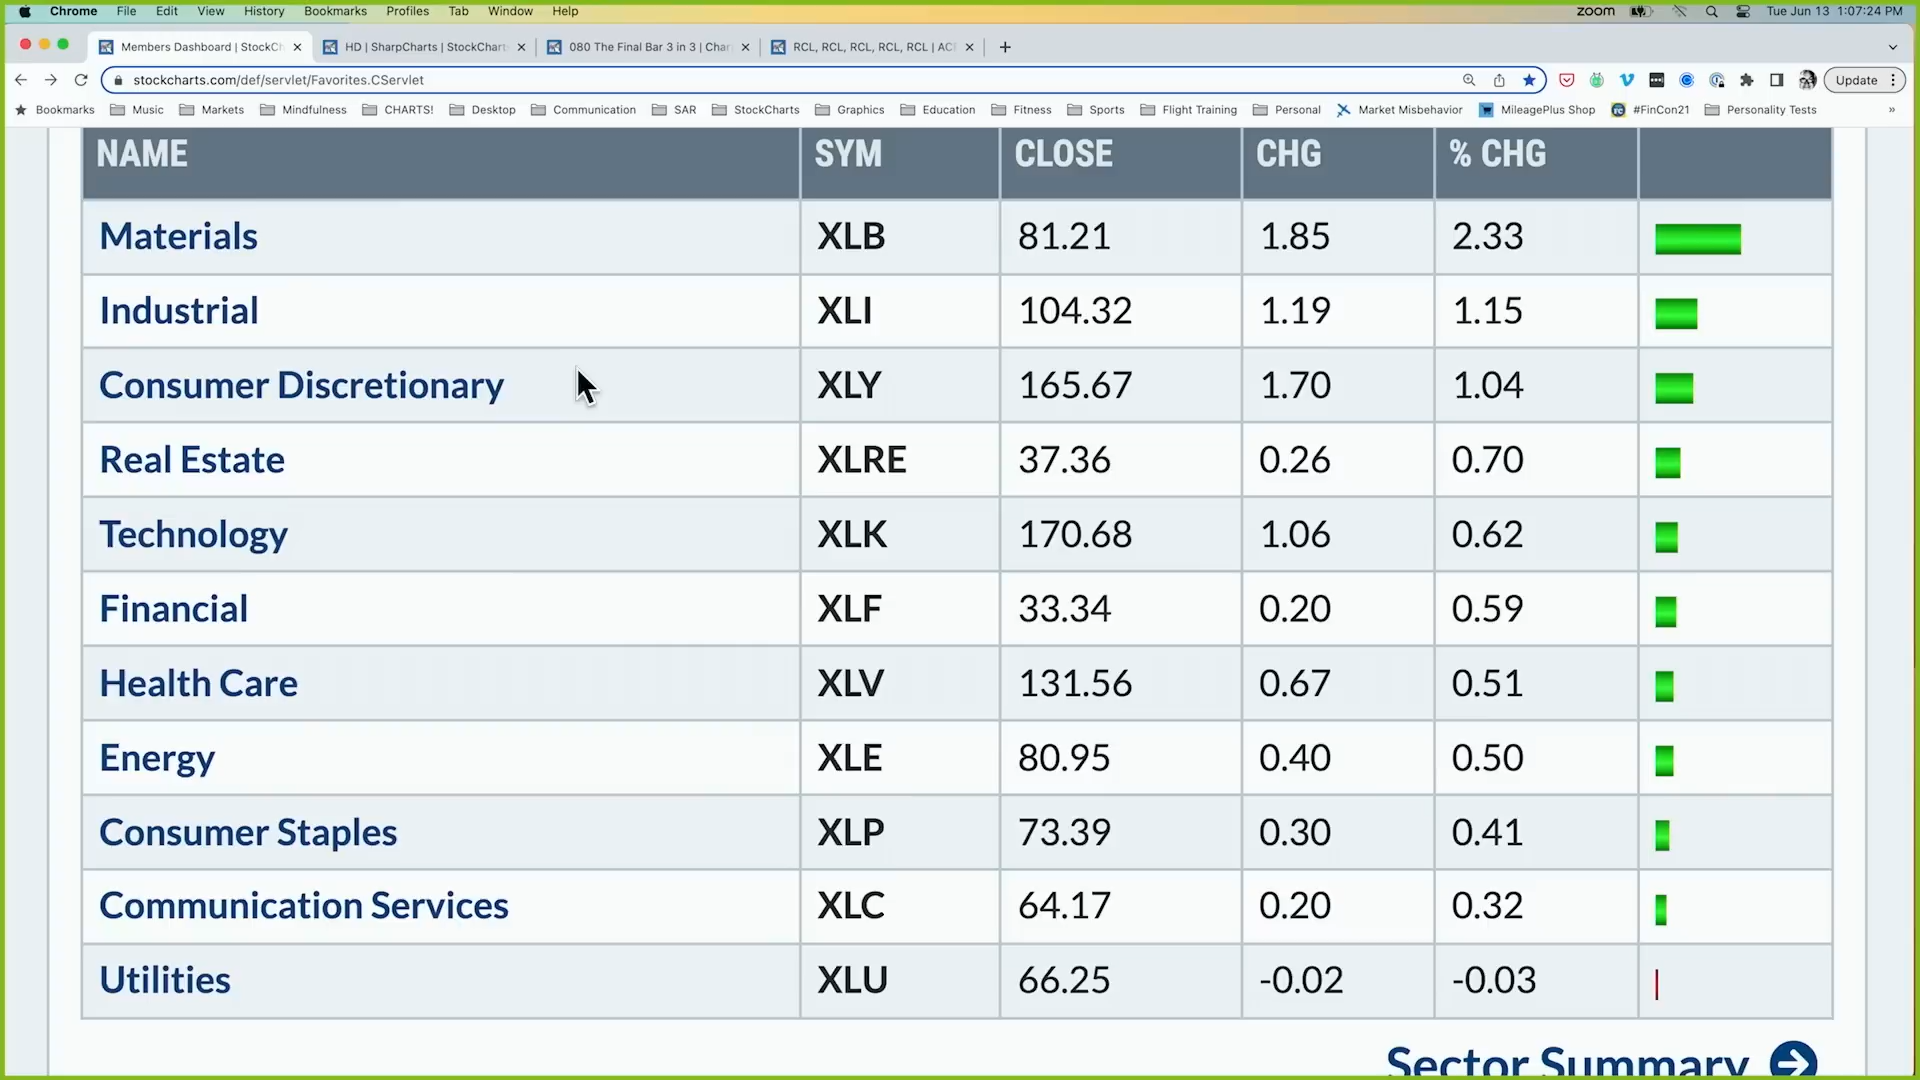 Chrome File Edit View History Bookmarks Profiles Tab Window Help zoom Tue Jun 13 1:07:24 PM
Members Dashboard | StockCh HD | SharpCharts | StockChart 080 The Final Bar 3 in 3 | Char RCL, RCL, RCL, RCL, RCL | AC
stockcharts.com/def/servlet/Favorites.CServlet Update
Bookmarks Music Markets Mindfulness CHARTS! Desktop Communication SAR StockCharts Graphics Education Fitness Sports Flight Training Personal Market Misbehavior MileagePlus Shop #FinCon21 Personality Tests »
NAME SYM CLOSE CHG % CHG
Materials XLB 81.21 1.85 2.33
Industrial XLI 104.32 1.19 1.15
Consumer Discretionary XLY 165.67 1.70 1.04
Real Estate XLRE 37.36 0.26 0.70
Technology XLK 170.68 1.06 0.62
Financial XLF 33.34 0.20 0.59
Health Care XLV 131.56 0.67 0.51
Energy XLE 80.95 0.40 0.50
Consumer Staples XLP 73.39 0.30 0.41
Communication Services XLC 64.17 0.20 0.32
Utilities XLU 66.25 -0.02 -0.03
Sector Summary